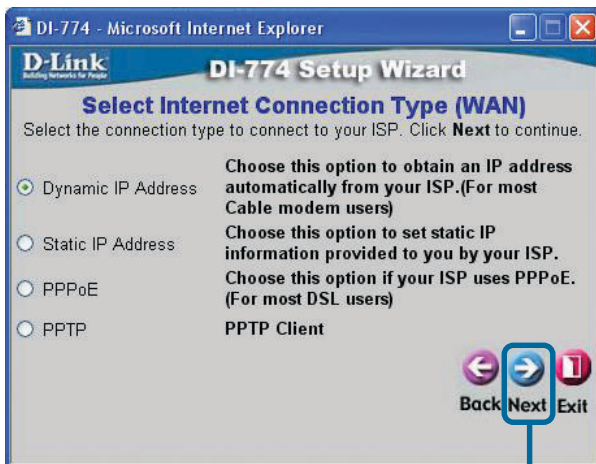 DI-774 - Microsoft Internet Explorer
D-Link
Building Networks for People
DI-774 Setup Wizard
Select Internet Connection Type (WAN)
Select the connection type to connect to your ISP. Click Next to continue.
Dynamic IP Address
Choose this option to obtain an IP address
automatically from your ISP.(For most
Cable modem users)
Static IP Address
Choose this option to set static IP
information provided to you by your ISP.
PPPoE
Choose this option if your ISP uses PPPoE.
(For most DSL users)
PPTP
PPTP Client
Back Next Exit